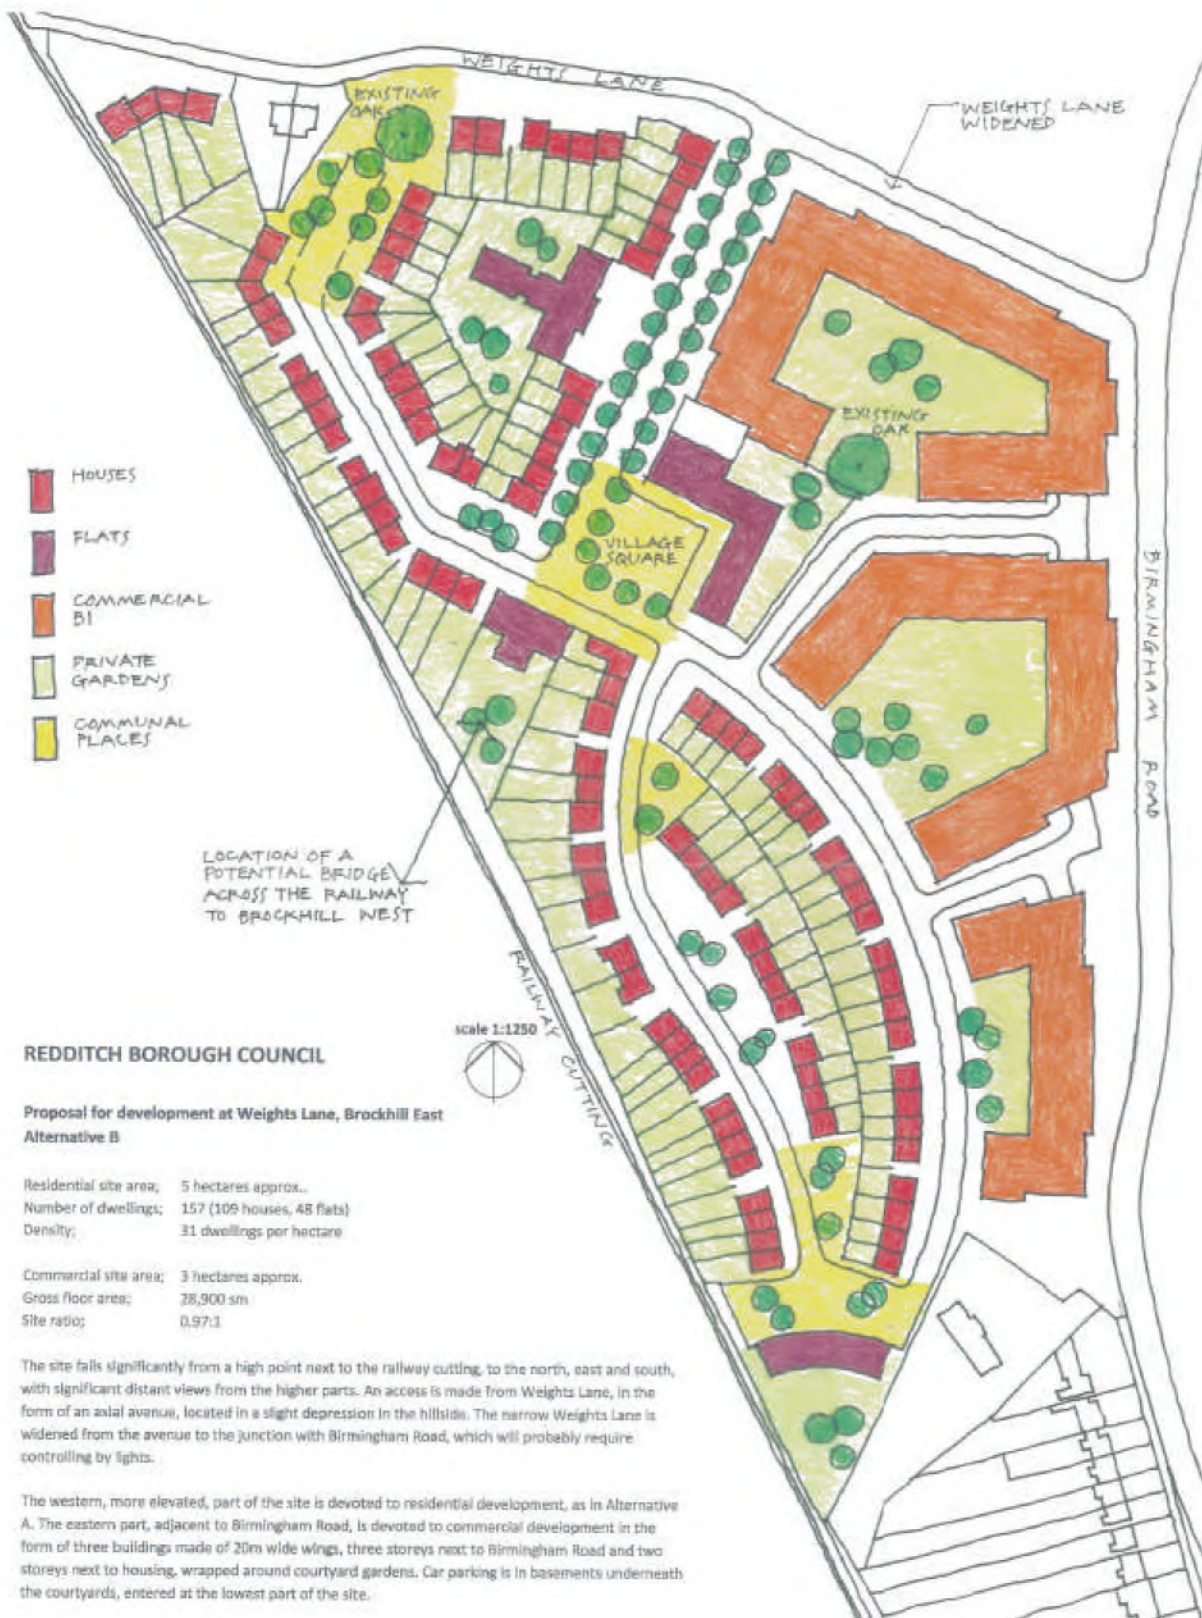 WEIGHTS LANE
EXISTING
OAK
WEIGHTS LANE
WIDENED
EXISTING
OAK
HOUSES
FLATS
COMMERCIAL
B1
PRIVATE
GARDENS
COMMUNAL
PLACES
VILLAGE
SQUARE
BIRMINGHAM ROAD
LOCATION OF A
POTENTIAL BRIDGE
ACROSS THE RAILWAY
TO BROCKHILL WEST
RAILWAY CUTTING
scale 1:1250
REDDITCH BOROUGH COUNCIL
Proposal for development at Weights Lane, Brockhill East
Alternative B
Residential site area; 5 hectares approx..
Number of dwellings; 157 (109 houses, 48 flats)
Density; 31 dwellings per hectare
Commercial site area; 3 hectares approx.
Gross floor area; 28,900 sm
Site ratio; 0.97:1
The site falls significantly from a high point next to the railway cutting, to the north, east and south,
with significant distant views from the higher parts. An access is made from Weights Lane, in the
form of an axial avenue, located in a slight depression in the hillside. The narrow Weights Lane is
widened from the avenue to the junction with Birmingham Road, which will probably require
controlling by lights.
The western, more elevated, part of the site is devoted to residential development, as in Alternative
A. The eastern part, adjacent to Birmingham Road, is devoted to commercial development in the
form of three buildings made of 20m wide wings, three storeys next to Birmingham Road and two
storeys next to housing, wrapped around courtyard gardens. Car parking is in basements underneath
the courtyards, entered at the lowest part of the site.